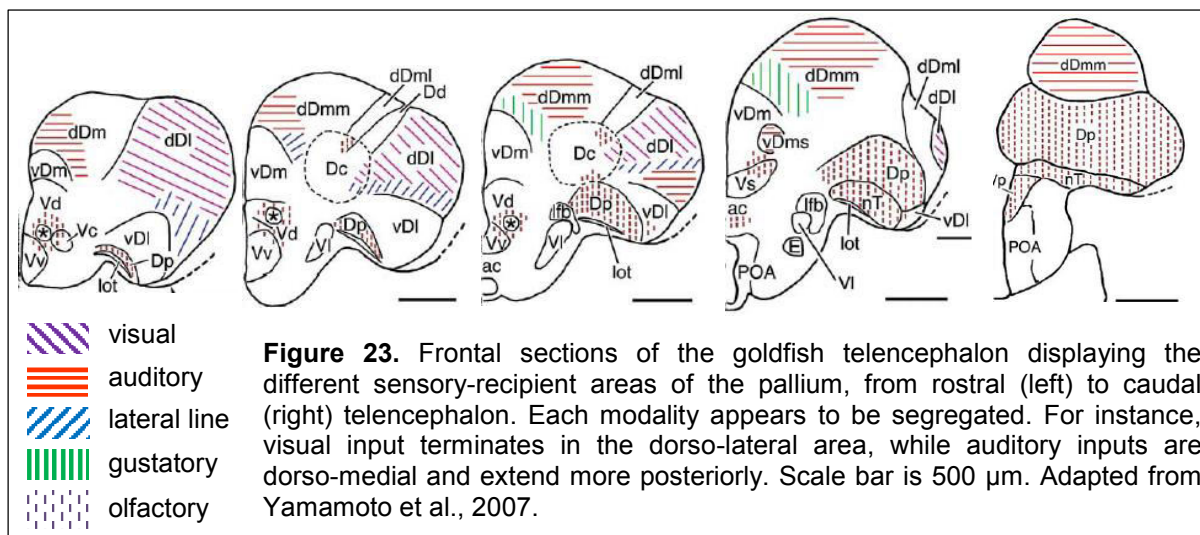 dDm
vDm
Vd
*
Vc
Vv
vDl
Dp
lot
dDl
dDml
Dd
dDmm
vDm
Dc
dDl
Vd
*
Vv
Vl
Dp
vDl
dDml
dDmm
vDm
Dc
dDl
Vd
*
Vv
lfb
Dp
vDl
Vl
lot
ac
dDmm
dDml
dDl
vDm
vDms
Vs
Dp
ac
lfb
nT
lot
vDl
E
POA
Vl
dDmm
Dp
nT
POA
visual
auditory
lateral line
gustatory
olfactory
Figure 23. Frontal sections of the goldfish telencephalon displaying the
different sensory-recipient areas of the pallium, from rostral (left) to caudal
(right) telencephalon. Each modality appears to be segregated. For instance,
visual input terminates in the dorso-lateral area, while auditory inputs are
dorso-medial and extend more posteriorly. Scale bar is 500 µm. Adapted from
Yamamoto et al., 2007.